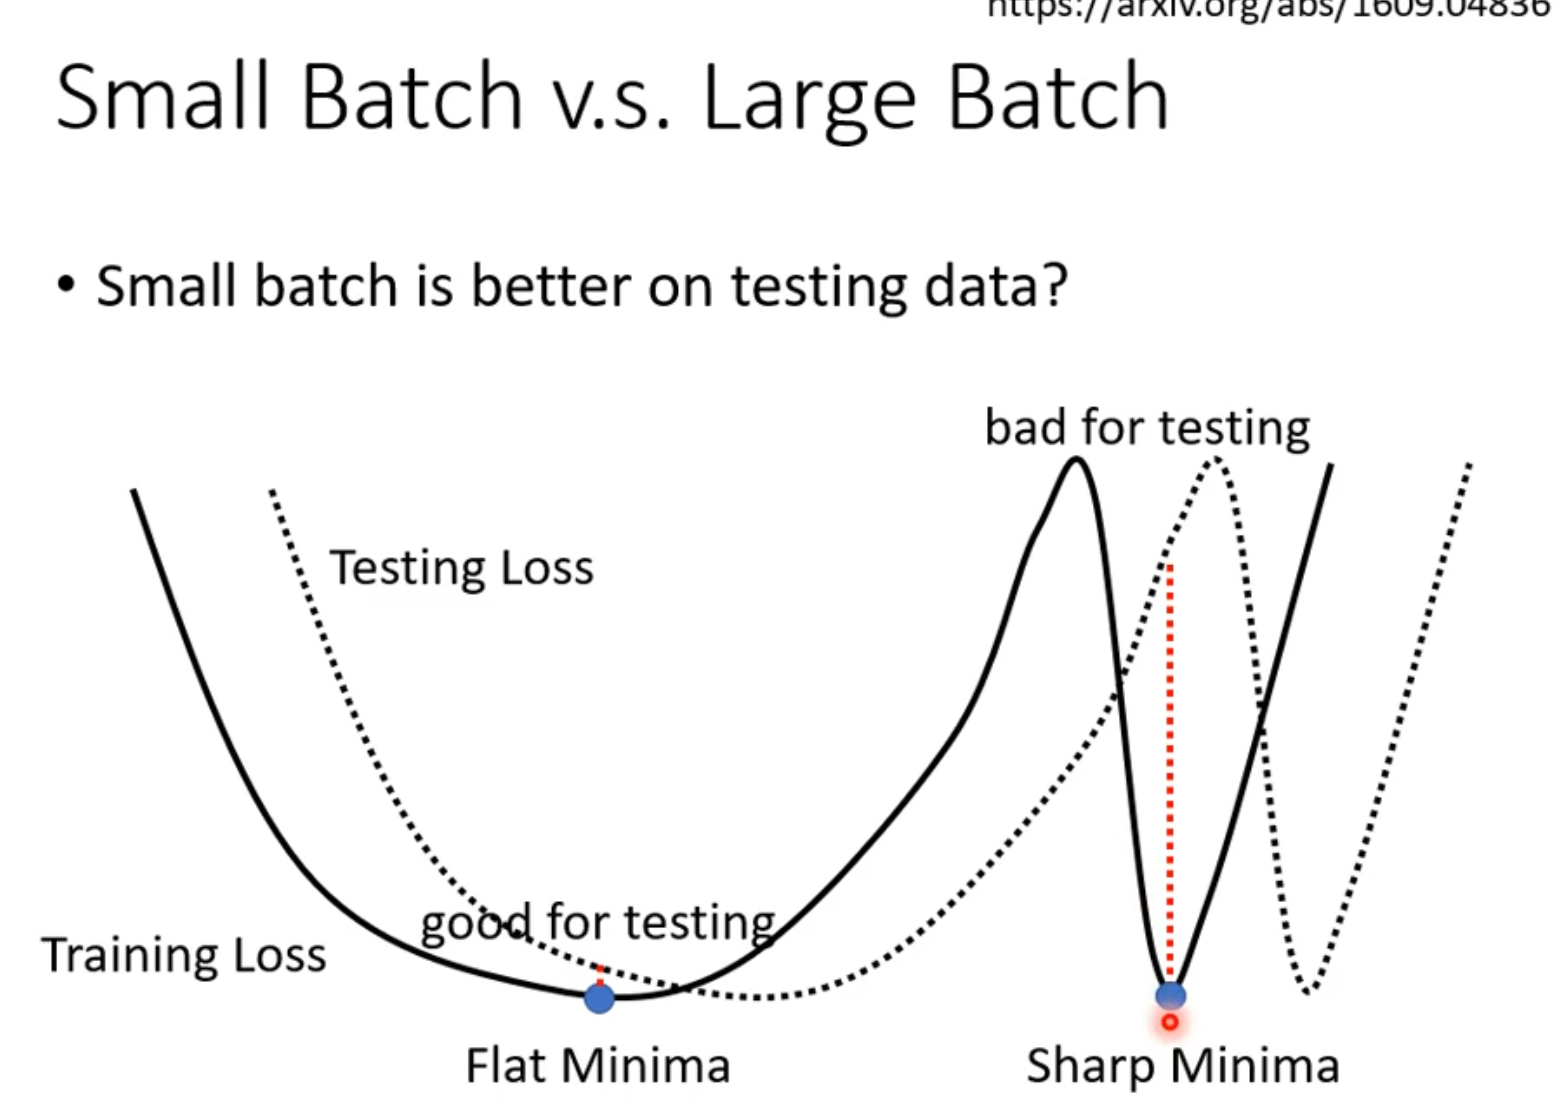 https://arxiv.org/abs/1609.04836
Small Batch v.s. Large Batch
• Small batch is better on testing data?
bad for testing
Testing Loss
good for testing
Training Loss
Flat Minima
Sharp Minima